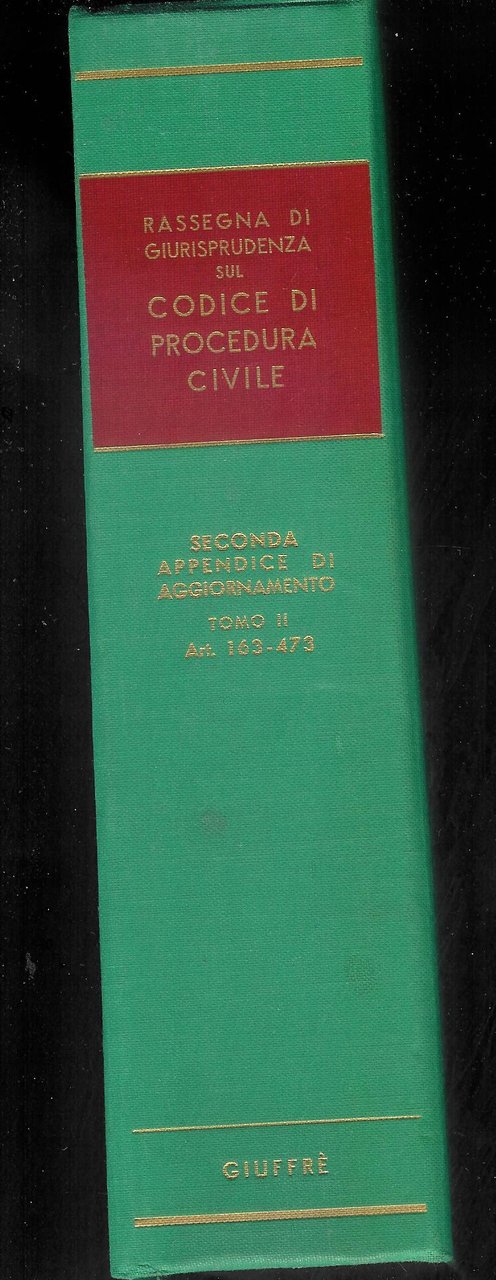 RASSEGNA DI
GIURISPRUDENZA
SUL
CODICE DI
PROCEDURA
CIVILE
SECONDA
APPENDICE DI
AGGIORNAMENTO
TOMO II
Art. 163-473
GIUFFRÈ